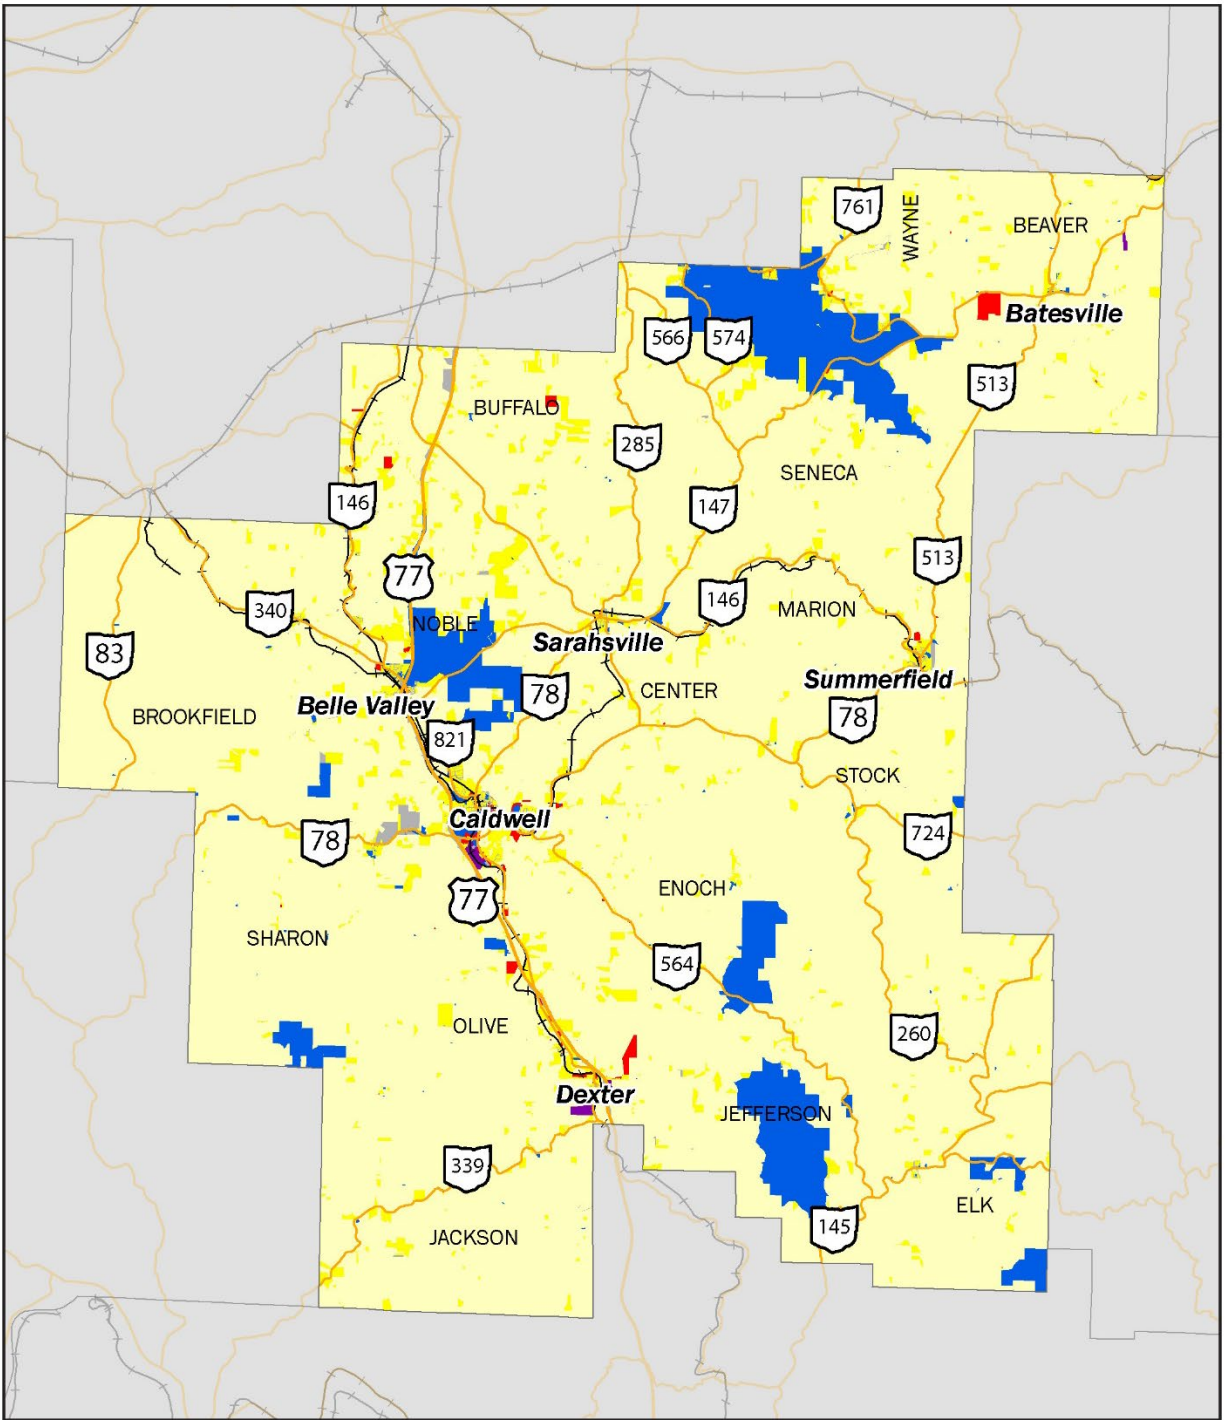 761
WAYNE
BEAVER
Batesville
566
574
513
BUFFALO
285
SENECA
146
147
513
77
340
NOBLE
146
MARION
83
Sarahsville
Summerfield
CENTER
78
Belle Valley
BROOKFIELD
78
821
STOCK
Caldwell
78
724
77
ENOCH
SHARON
564
OLIVE
260
Dexter
JEFFERSON
339
ELK
145
JACKSON